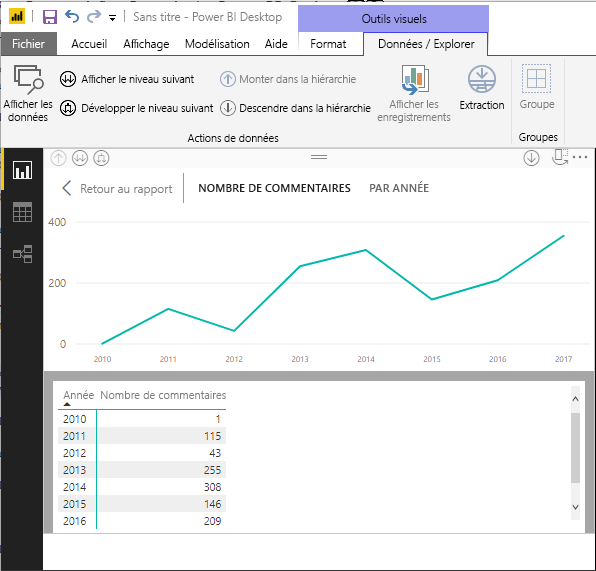 Sans titre - Power BI Desktop
Outils visuels
Fichier
Accueil
Affichage
Modélisation
Aide
Format
Données / Explorer
Afficher les données
Afficher le niveau suivant
Développer le niveau suivant
Monter dans la hiérarchie
Descendre dans la hiérarchie
Afficher les enregistrements
Extraction
Groupe
Actions de données
Groupes
Retour au rapport
NOMBRE DE COMMENTAIRES
PAR ANNÉE
400
200
0
2010 2011 2012 2013 2014 2015 2016 2017
Année Nombre de commentaires
2010 1
2011 115
2012 43
2013 255
2014 308
2015 146
2016 209